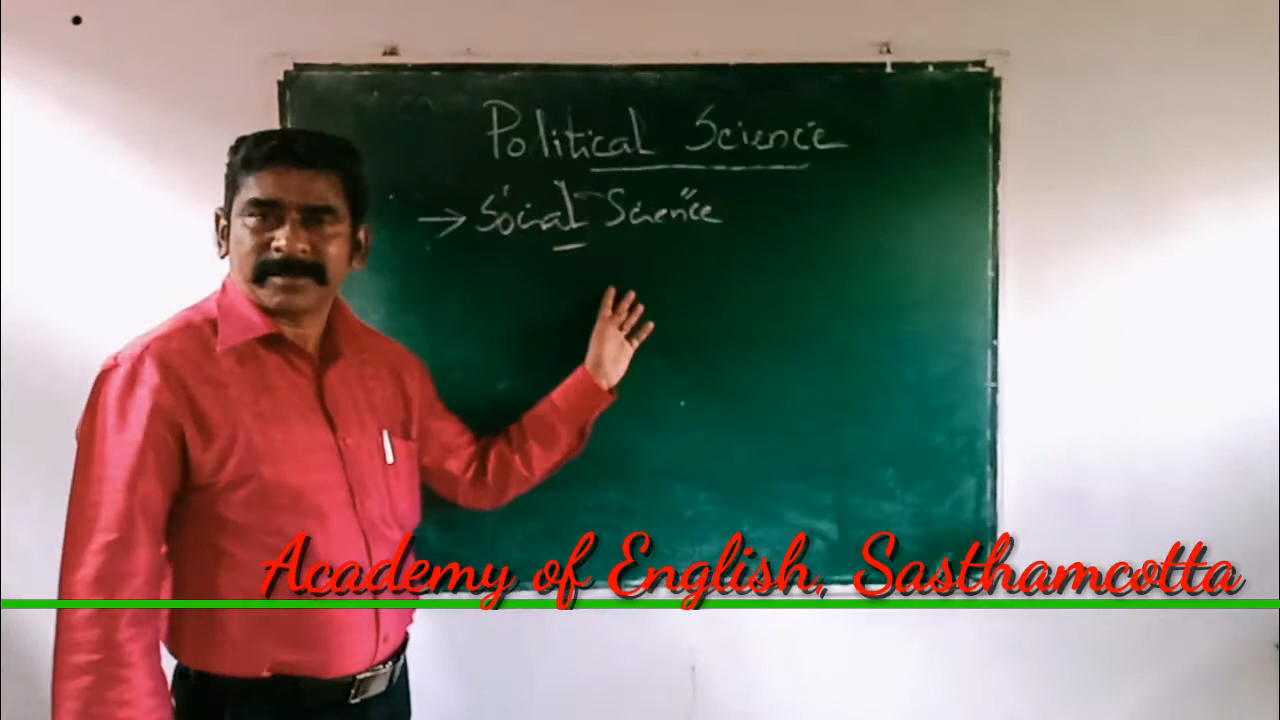 Political Science
→ Social Science
Academy of English, Sasthamcotta